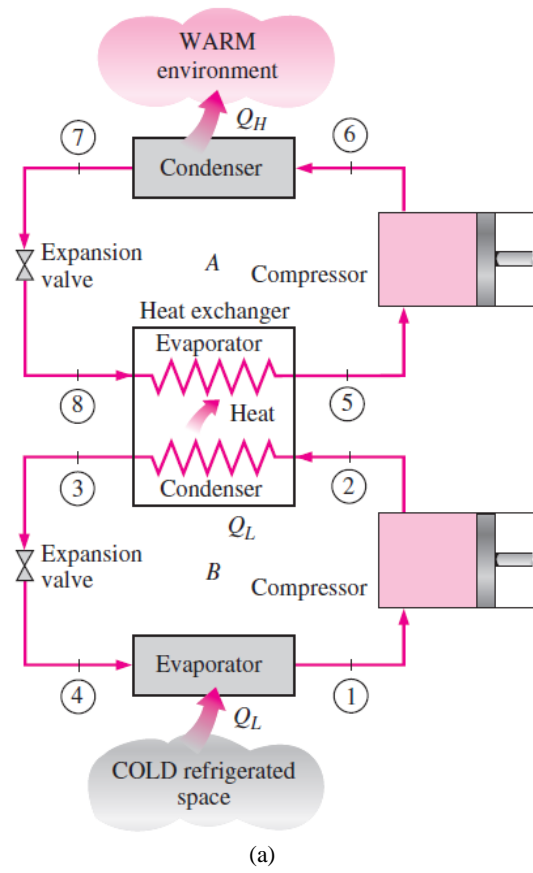 WARM
environment
Q_H
7
6
Condenser
Expansion
valve
A
Compressor
Heat exchanger
Evaporator
8
Heat
5
3
2
Condenser
Q_L
Expansion
valve
B
Compressor
Evaporator
4
1
Q_L
COLD refrigerated
space
(a)